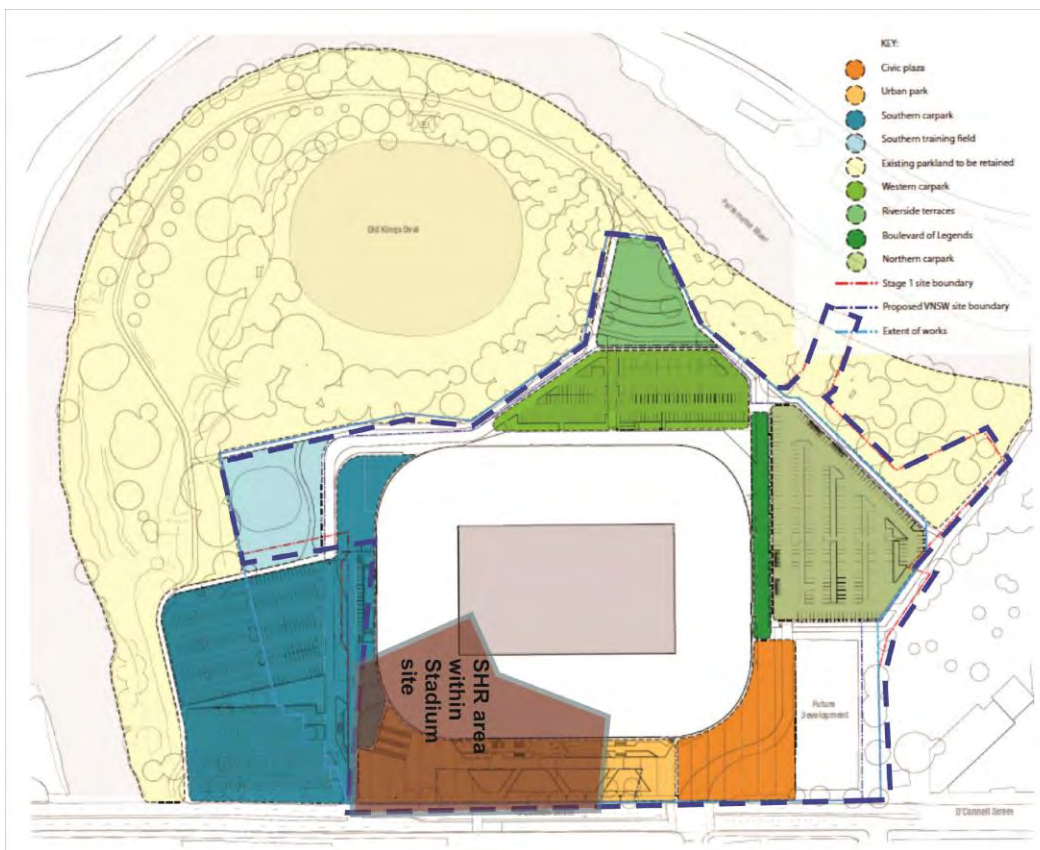 KEY:
Civic plaza
Urban park
Southern carpark
Southern training field
Existing parkland to be retained
Western carpark
Riverside terraces
Boulevard of Legends
Northern carpark
Stage 1 site boundary
Proposed VNSW site boundary
Extent of works
Old Kings Oval
Parramatta River
SHR area
within
Stadium
site
Future
Development
O'Connell Street
O'Connell Street